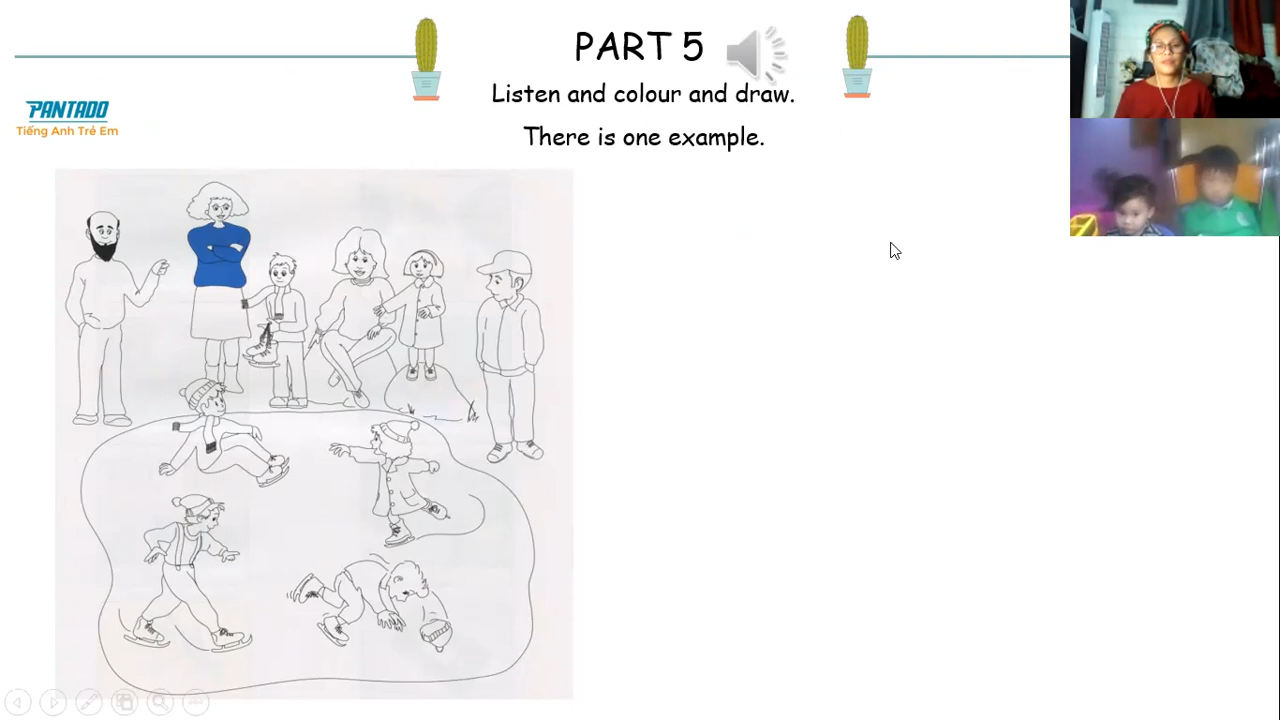 PART 5
Listen and colour and draw.
There is one example.
PANTADO
Tiếng Anh Trẻ Em